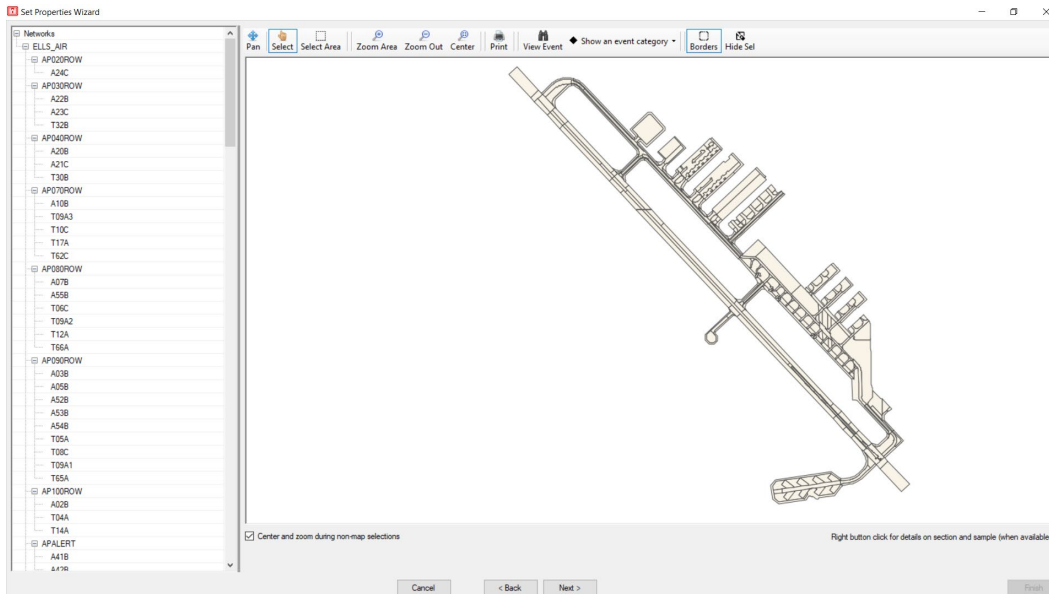 Set Properties Wizard
Networks
ELLS_AIR
AP020ROW
A24C
AP030ROW
A22B
A23C
T32B
AP040ROW
A20B
A21C
T30B
AP070ROW
A10B
T09A3
T10C
T17A
T62C
AP080ROW
A07B
A55B
T06C
T09A2
T12A
T66A
AP090ROW
A03B
A05B
A52B
A53B
A54B
T05A
T08C
T09A1
T65A
AP100ROW
A02B
T04A
T14A
APALERT
A41B
A42B
Pan Select Select Area Zoom Area Zoom Out Center Print View Event Show an event category Borders Hide Sel
Center and zoom during non-map selections
Right button click for details on section and sample (when available
Cancel < Back Next > Finish